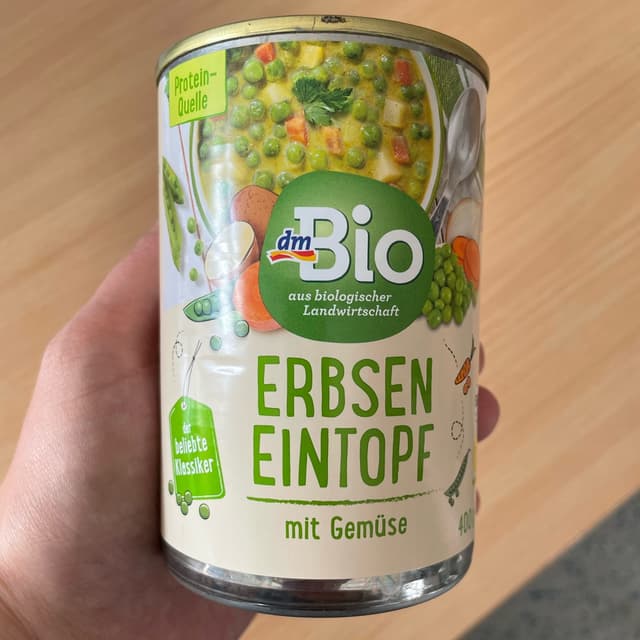 Protein-
Quelle
dm
Bio
aus biologischer
Landwirtschaft
ERBSEN
EINTOPF
mit Gemüse
der
beliebte
Klassiker